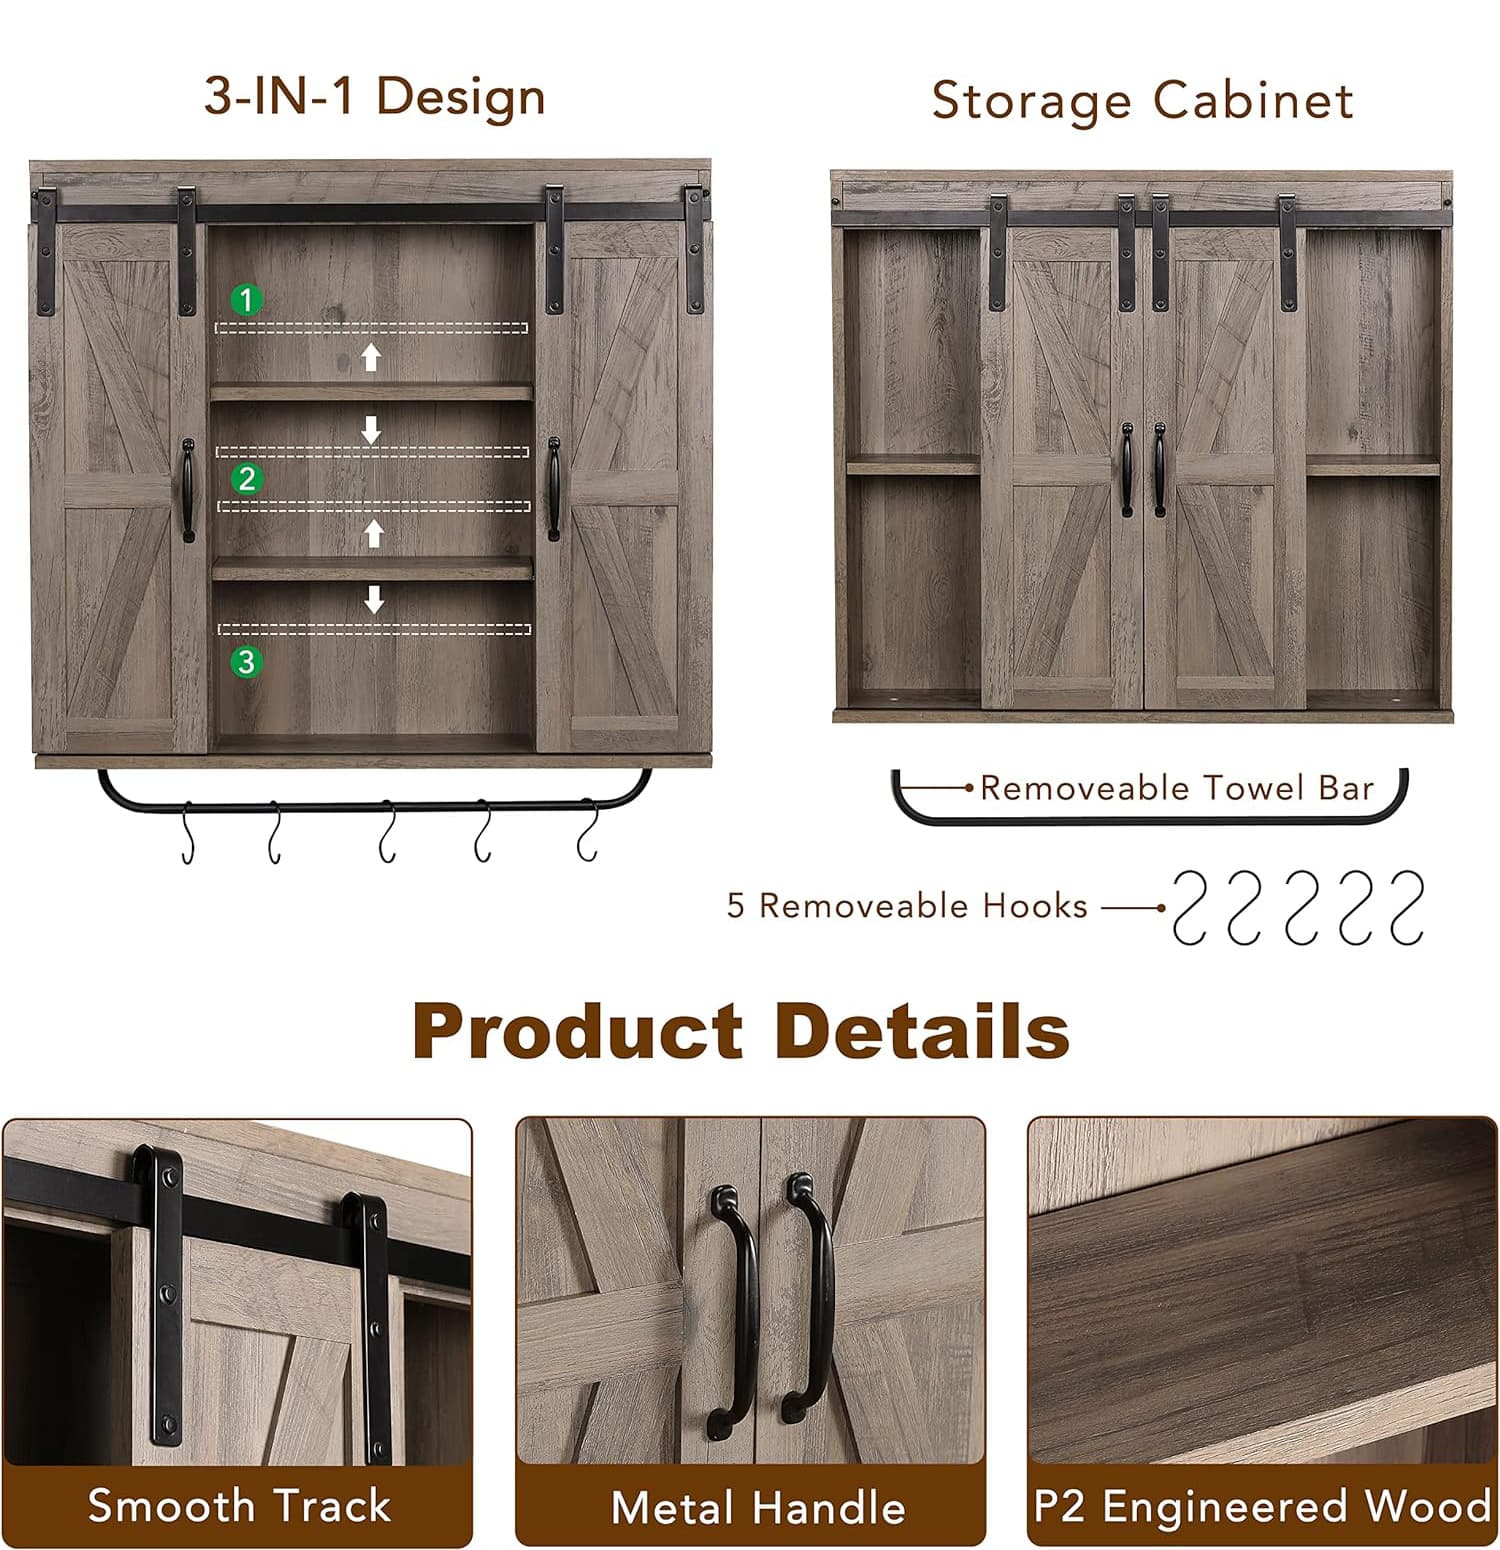 3-IN-1 Design
Storage Cabinet
1
2
3
Removeable Towel Bar
5 Removeable Hooks
Product Details
Smooth Track
Metal Handle
P2 Engineered Wood